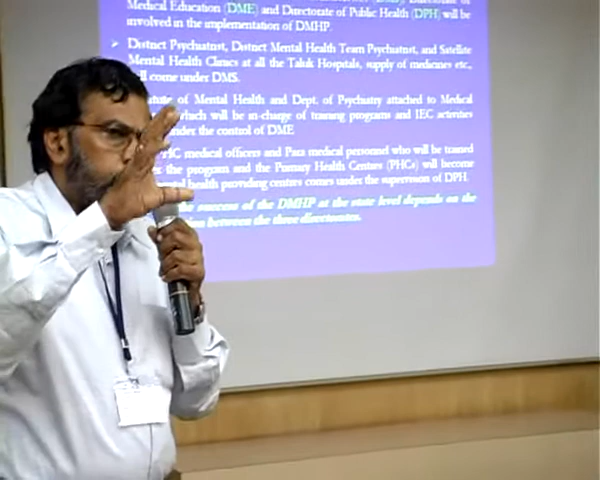 Medical Education (DME) and Directorate of Public Health (DPH) will be
involved in the implementation of DMHP.
District Psychiatrist, District Mental Health Team Psychiatrist, and Satellite
Mental Health Clinics at all the Taluk Hospitals, supply of medicines etc.,
will come under DMS.
of Mental Health and Dept. of Psychiatry attached to Medical
which will be in-charge of training programs and IEC activities
under the control of DME
medical officers and Para medical personnel who will be trained
the program and the Primary Health Centres (PHCs) will become
health providing centres comes under the supervision of DPH.
the success of the DMHP at the state level depends on the
between the three directorates.